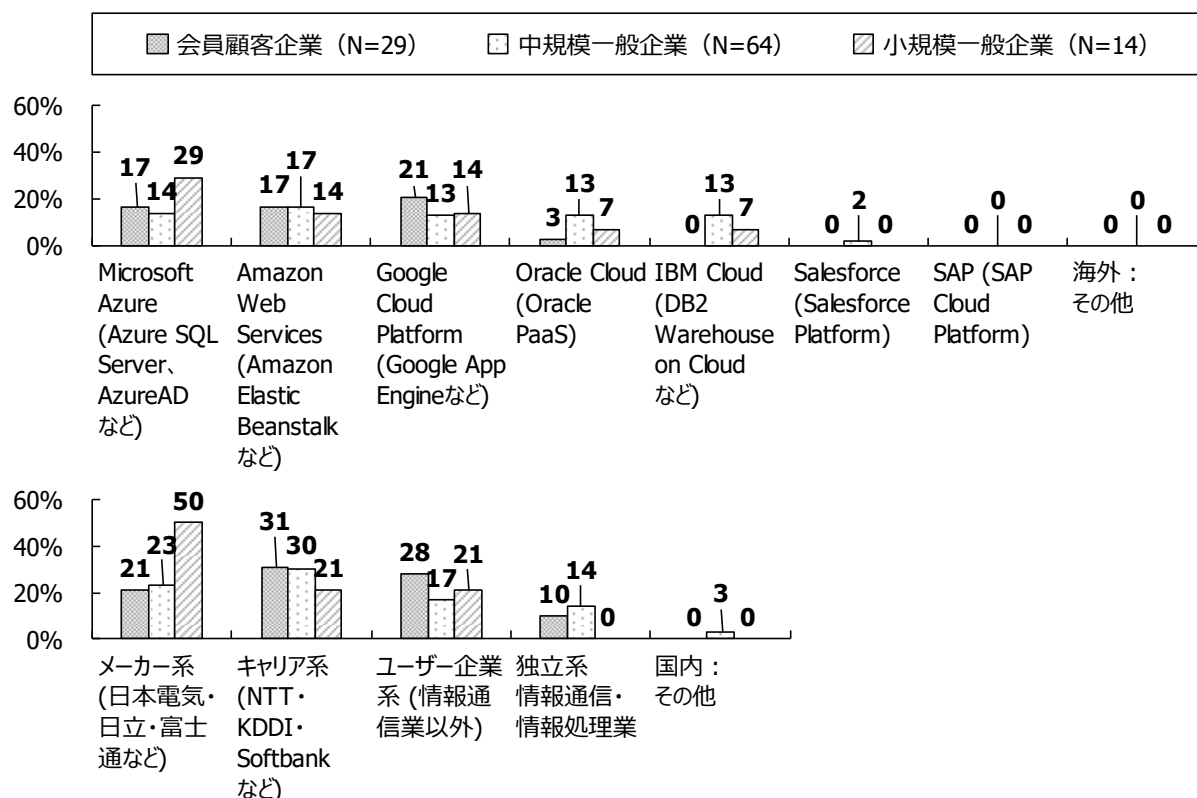 会員顧客企業（N=29） 中規模一般企業（N=64） 小規模一般企業（N=14）
60%
40%
20%
0%
17 14 29
17 17 14
21 13 14
3 13 7
0 13 7
0 2 0
0 0 0
0 0 0
Microsoft
Azure
(Azure SQL
Server、
AzureAD
など)
Amazon
Web
Services
(Amazon
Elastic
Beanstalk
など)
Google
Cloud
Platform
(Google App
Engineなど)
Oracle Cloud
(Oracle
PaaS)
IBM Cloud
(DB2
Warehouse
on Cloud
など)
Salesforce
(Salesforce
Platform)
SAP (SAP
Cloud
Platform)
海外：
その他
60%
40%
20%
0%
21 23 50
31 30 21
28 17 21
10 14 0
0 3 0
メーカー系
(日本電気・
日立・富士
通など)
キャリア系
(NTT・
KDDI・
Softbank
など)
ユーザー企業
系 (情報通
信業以外)
独立系
情報通信・
情報処理業
国内：
その他